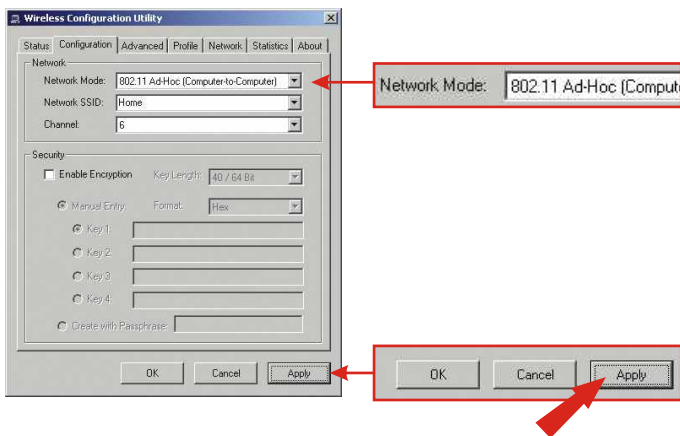 Wireless Configuration Utility
Status Configuration Advanced Profile Network Statistics About
Network
Network Mode: 802.11 Ad-Hoc (Computer-to-Computer)
Network SSID: Home
Channel: 6
Security
Enable Encryption Key Length: 40 / 64 Bit
Manual Entry: Format: Hex
Key 1:
Key 2:
Key 3:
Key 4:
Create with Passphrase:
OK Cancel Apply
Network Mode: 802.11 Ad-Hoc (Compute
OK Cancel Apply